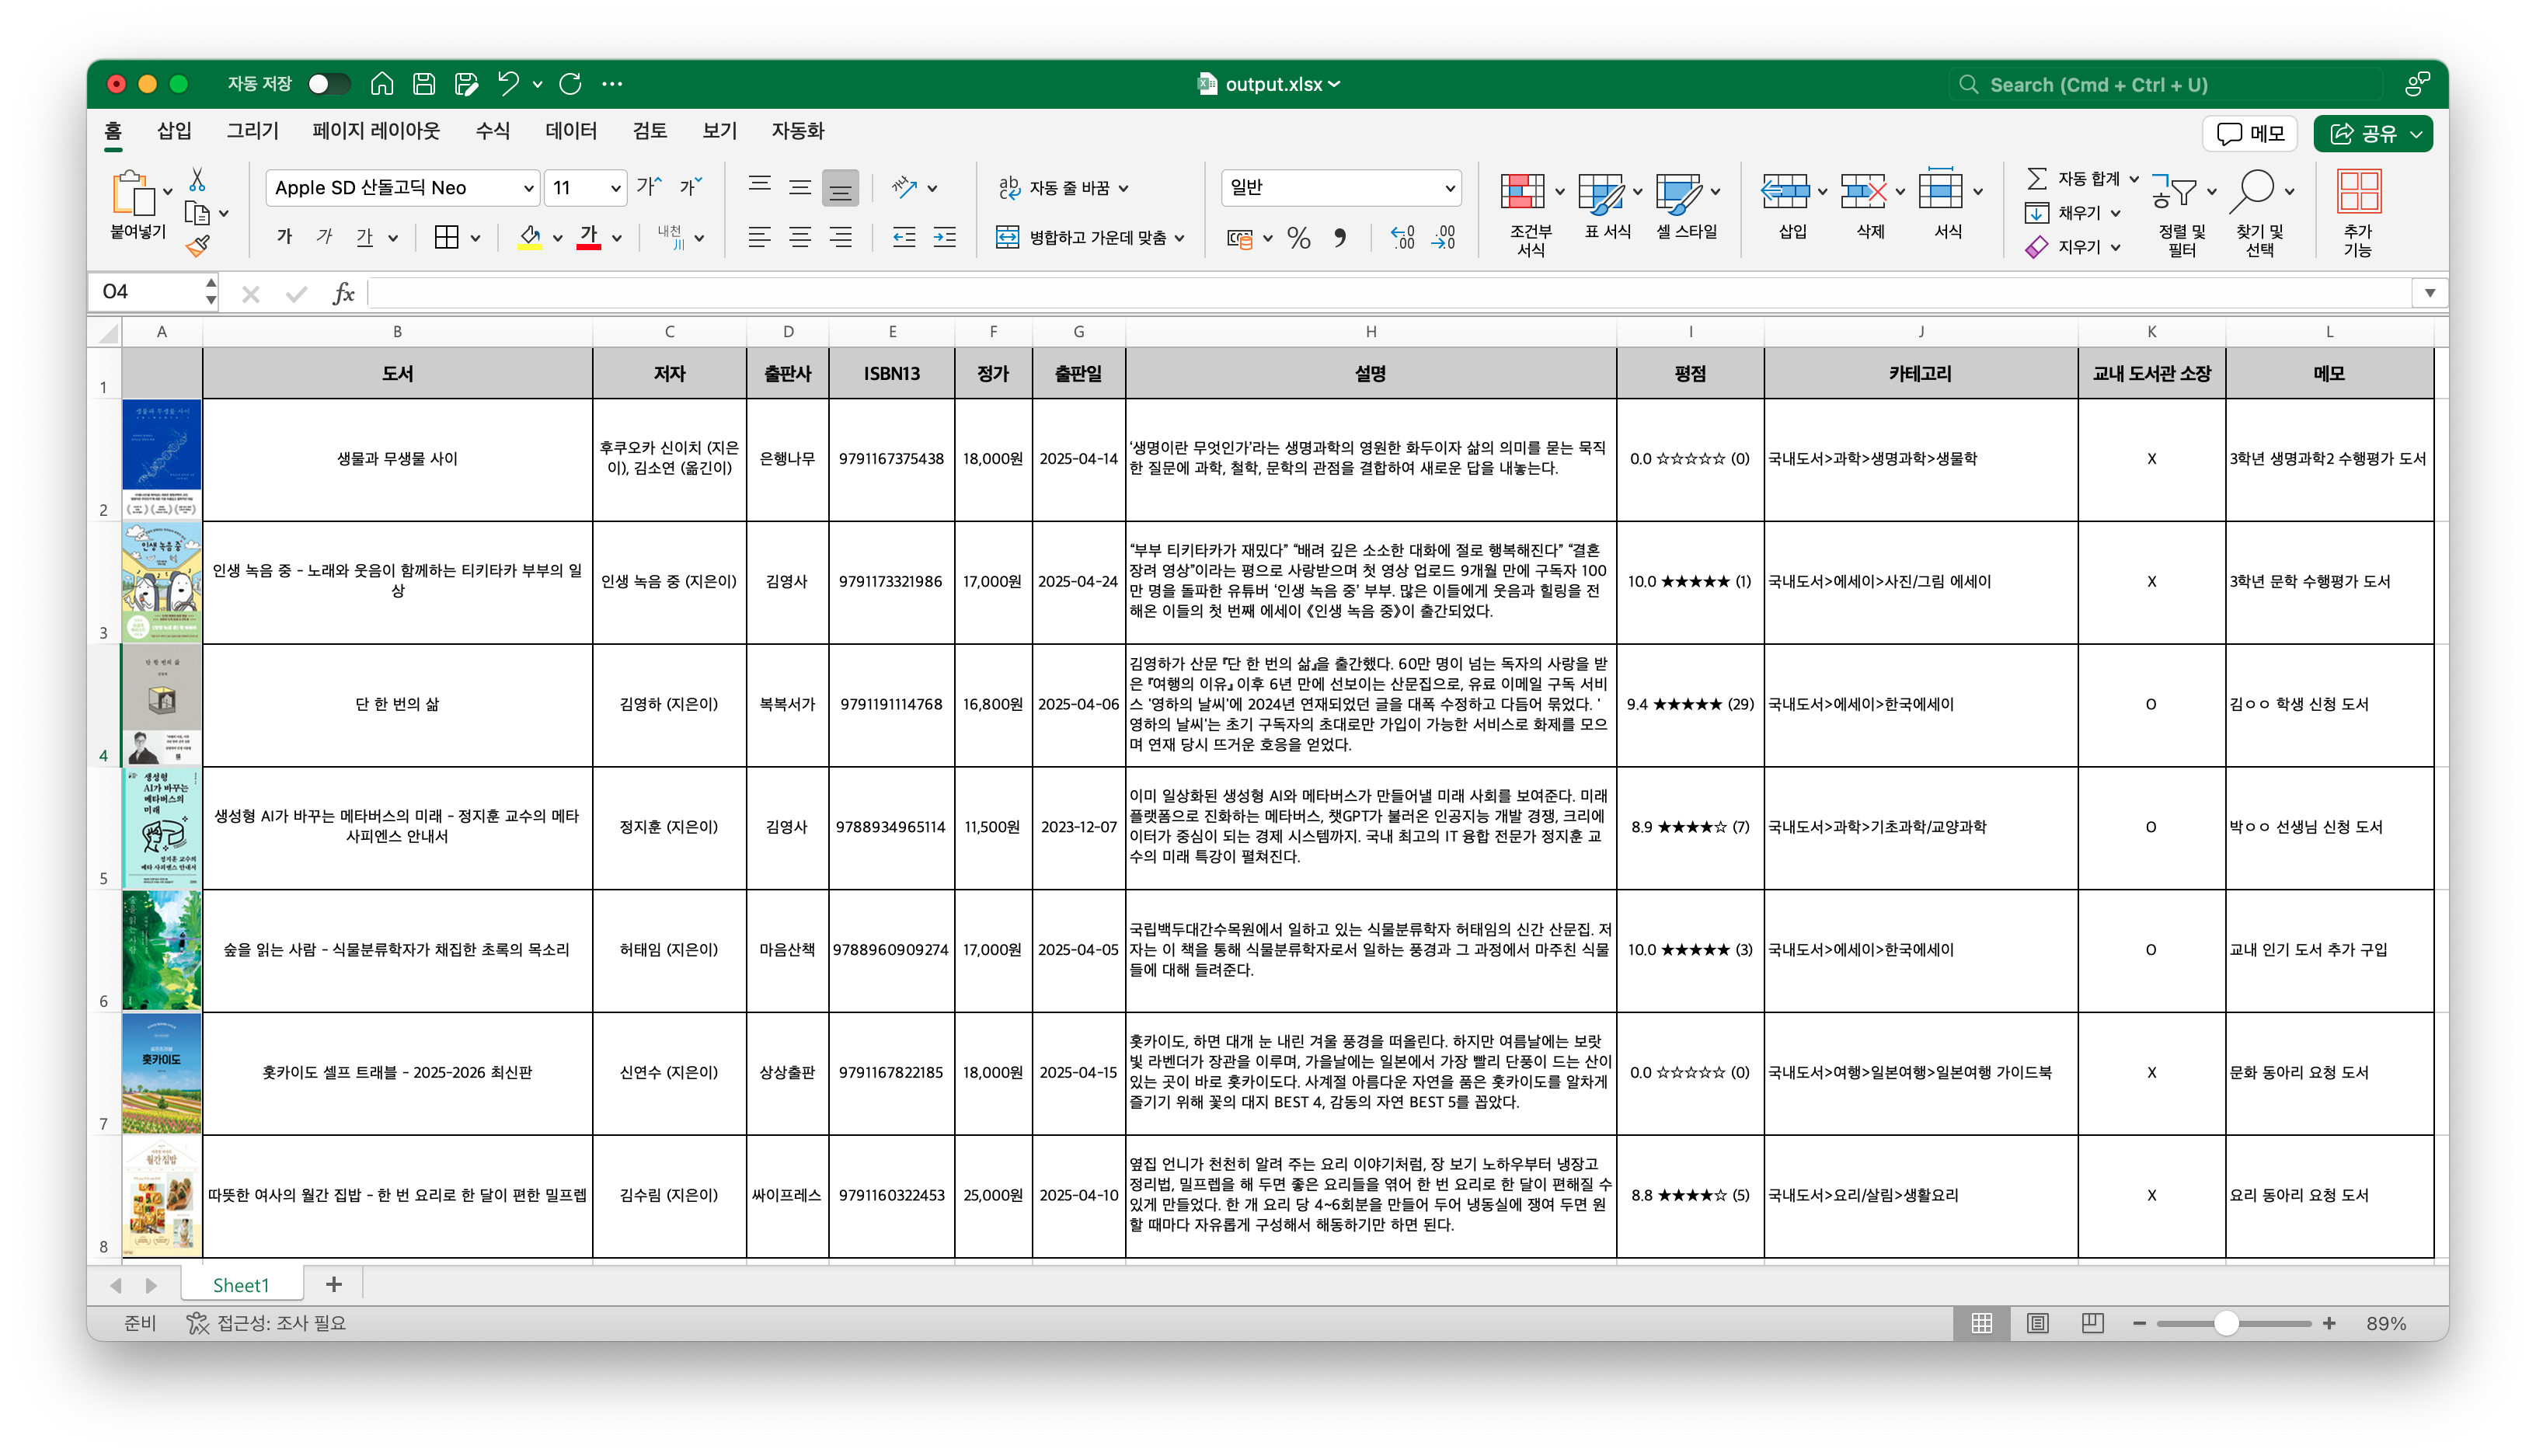 자동 저장
output.xlsx
Search (Cmd + Ctrl + U)
홈 삽입 그리기 페이지 레이아웃 수식 데이터 검토 보기 자동화
메모 공유
붙여넣기
Apple SD 산돌고딕 Neo 11 가 가
가 가 가 가 내천
자동 줄 바꿈
병합하고 가운데 맞춤
일반
조건부 서식
표 서식
셀 스타일
삽입
삭제
서식
자동 합계
채우기
지우기
정렬 및 필터
찾기 및 선택
추가 기능
O4 fx
A B C D E F G H I J K L
1 도서 저자 출판사 ISBN13 정가 출판일 설명 평점 카테고리 교내 도서관 소장 메모
2
생물과 무생물 사이
후쿠오카 신이치 (지은
이), 김소연 (옮긴이)
은행나무
9791167375438
18,000원
2025-04-14
‘생명이란 무엇인가’라는 생명과학의 영원한 화두이자 삶의 의미를 묻는 묵직
한 질문에 과학, 철학, 문학의 관점을 결합하여 새로운 답을 내놓는다.
0.0 ☆☆☆☆☆ (0)
국내도서>과학>생명과학>생물학
X
3학년 생명과학2 수행평가 도서
3
인생 녹음 중
인생 녹음 중 - 노래와 웃음이 함께하는 티키타카 부부의 일
상
인생 녹음 중 (지은이)
김영사
9791173321986
17,000원
2025-04-24
“부부 티키타카가 재밌다” “배려 깊은 소소한 대화에 절로 행복해진다” “결혼
장려 영상”이라는 평으로 사랑받으며 첫 영상 업로드 9개월 만에 구독자 100
만 명을 돌파한 유튜버 ‘인생 녹음 중’ 부부. 많은 이들에게 웃음과 힐링을 전
해온 이들의 첫 번째 에세이 《인생 녹음 중》이 출간되었다.
10.0 ★★★★★ (1)
국내도서>에세이>사진/그림 에세이
X
3학년 문학 수행평가 도서
4
단 한 번의 삶
단 한 번의 삶
김영하 (지은이)
복복서가
9791191114768
16,800원
2025-04-06
김영하가 산문 『단 한 번의 삶』을 출간했다. 60만 명이 넘는 독자의 사랑을 받
은 『여행의 이유』 이후 6년 만에 선보이는 산문집으로, 유료 이메일 구독 서비
스 '영하의 날씨'에 2024년 연재되었던 글을 대폭 수정하고 다듬어 묶었다. '
영하의 날씨'는 초기 구독자의 초대로만 가입이 가능한 서비스로 화제를 모으
며 연재 당시 뜨거운 호응을 얻었다.
9.4 ★★★★★ (29)
국내도서>에세이>한국에세이
O
김ㅇㅇ 학생 신청 도서
5
생성형
AI가 바꾸는
메타버스의
미래
정지훈 교수의
메타 사피엔스 안내서
생성형 AI가 바꾸는 메타버스의 미래 - 정지훈 교수의 메타
사피엔스 안내서
정지훈 (지은이)
김영사
9788934965114
11,500원
2023-12-07
이미 일상화된 생성형 AI와 메타버스가 만들어낼 미래 사회를 보여준다. 미래
플랫폼으로 진화하는 메타버스, 챗GPT가 불러온 인공지능 개발 경쟁, 크리에
이터가 중심이 되는 경제 시스템까지. 국내 최고의 IT 융합 전문가 정지훈 교
수의 미래 특강이 펼쳐진다.
8.9 ★★★★☆ (7)
국내도서>과학>기초과학/교양과학
O
박ㅇㅇ 선생님 신청 도서
6
숲을 읽는 사람
숲을 읽는 사람 - 식물분류학자가 채집한 초록의 목소리
허태임 (지은이)
마음산책
9788960909274
17,000원
2025-04-05
국립백두대간수목원에서 일하고 있는 식물분류학자 허태임의 신간 산문집. 저
자는 이 책을 통해 식물분류학자로서 일하는 풍경과 그 과정에서 마주친 식물
들에 대해 들려준다.
10.0 ★★★★★ (3)
국내도서>에세이>한국에세이
O
교내 인기 도서 추가 구입
7
홋카이도
홋카이도 셀프 트래블 - 2025-2026 최신판
신연수 (지은이)
상상출판
9791167822185
18,000원
2025-04-15
홋카이도, 하면 대개 눈 내린 겨울 풍경을 떠올린다. 하지만 여름날에는 보랏
빛 라벤더가 장관을 이루며, 가을날에는 일본에서 가장 빨리 단풍이 드는 산이
있는 곳이 바로 홋카이도다. 사계절 아름다운 자연을 품은 홋카이도를 알차게
즐기기 위해 꽃의 대지 BEST 4, 감동의 자연 BEST 5를 꼽았다.
0.0 ☆☆☆☆☆ (0)
국내도서>여행>일본여행>일본여행 가이드북
X
문화 동아리 요청 도서
8
월간 집밥
따뜻한 여사의 월간 집밥 - 한 번 요리로 한 달이 편한 밀프렙
김수림 (지은이)
싸이프레스
9791160322453
25,000원
2025-04-10
옆집 언니가 천천히 알려 주는 요리 이야기처럼, 장 보기 노하우부터 냉장고
정리법, 밀프렙을 해 두면 좋은 요리들을 엮어 한 번 요리로 한 달이 편해질 수
있게 만들었다. 한 개 요리 당 4~6회분을 만들어 두어 냉동실에 쟁여 두면 원
할 때마다 자유롭게 구성해서 해동하기만 하면 된다.
8.8 ★★★★☆ (5)
국내도서>요리/살림>생활요리
X
요리 동아리 요청 도서
Sheet1
준비 접근성: 조사 필요 89%